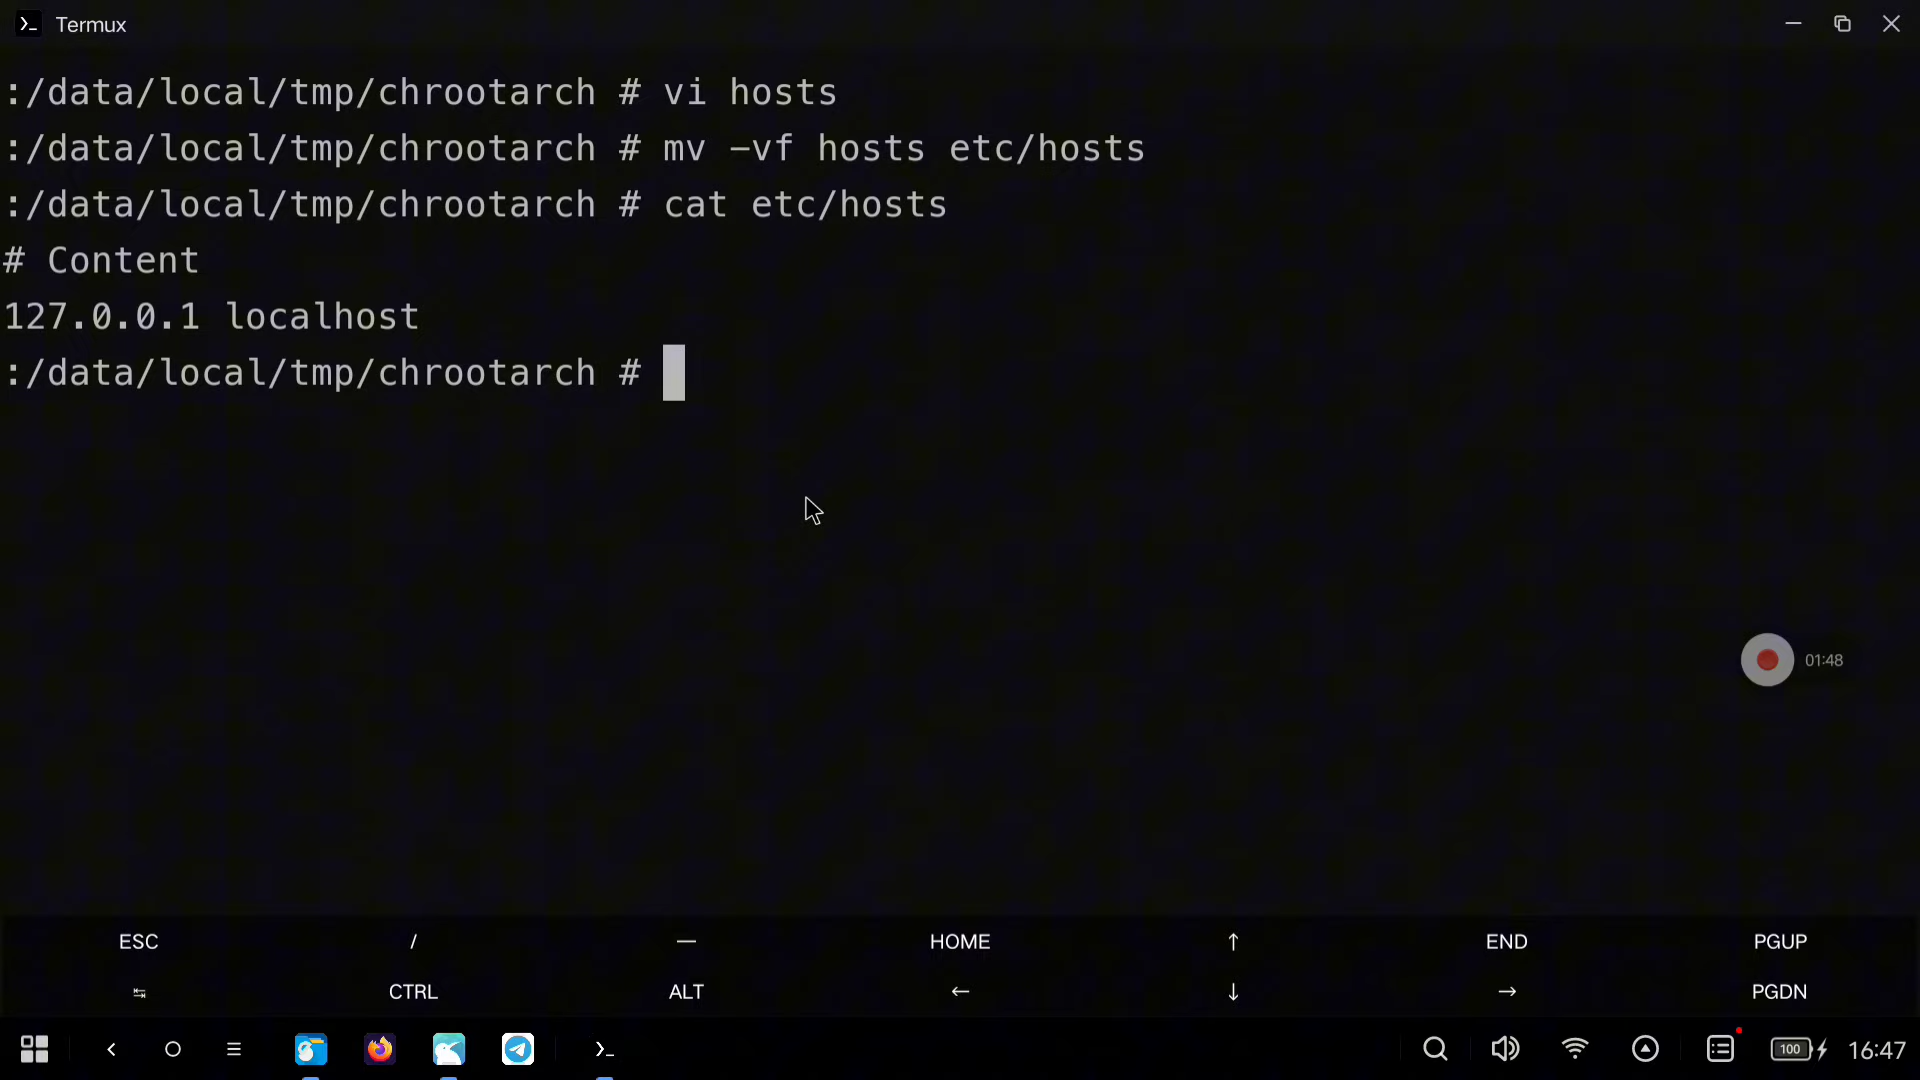 Termux
:/data/local/tmp/chrootarch # vi hosts
:/data/local/tmp/chrootarch # mv -vf hosts etc/hosts
:/data/local/tmp/chrootarch # cat etc/hosts
# Content
127.0.0.1 localhost
:/data/local/tmp/chrootarch #
01:48
ESC / — HOME ↑ END PGUP
↹ CTRL ALT ← ↓ → PGDN
100 16:47